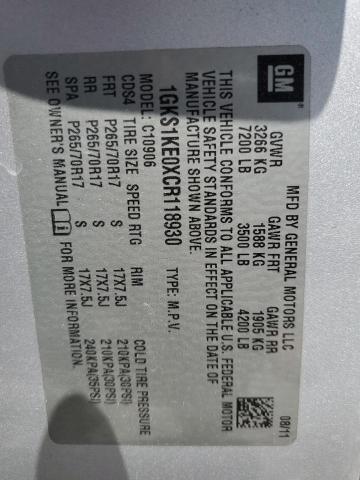 GM
MFD BY GENERAL MOTORS LLC 08/11
GVWR GAWR FRT GAWR RR
3266 KG 1588 KG 1905 KG
7200 LB 3500 LB 4200 LB
THIS VEHICLE CONFORMS TO ALL APPLICABLE U.S. FEDERAL MOTOR
VEHICLE SAFETY STANDARDS IN EFFECT ON THE DATE OF
MANUFACTURE SHOWN ABOVE.
1GKS1KE0XCR118930 TYPE: M.P.V.
MODEL: C10906
CDS4 TIRE SIZE SPEED RTG RIM COLD TIRE PRESSURE
FRT P265/70R17 S 17X7.5J 210KPA(30PSI)
RR P265/70R17 S 17X7.5J 210KPA(30PSI)
SPA P265/70R17 S 17X7.5J 240KPA(35PSI)
SEE OWNER'S MANUAL FOR MORE INFORMATION.